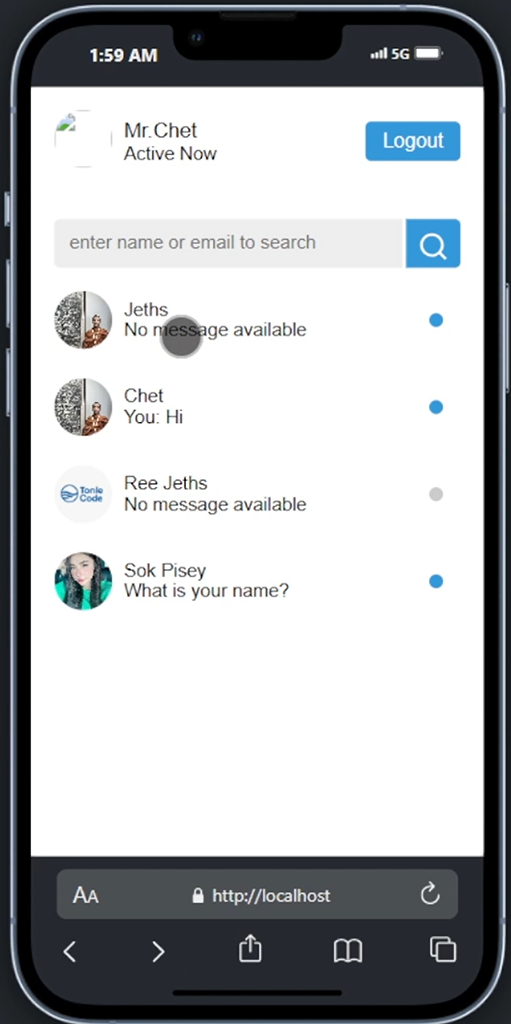 1:59 AM
5G
Mr.Chet
Active Now
Logout
enter name or email to search
Jeths
No message available
Chet
You: Hi
Tonle
Code
Ree Jeths
No message available
Sok Pisey
What is your name?
AA
http://localhost